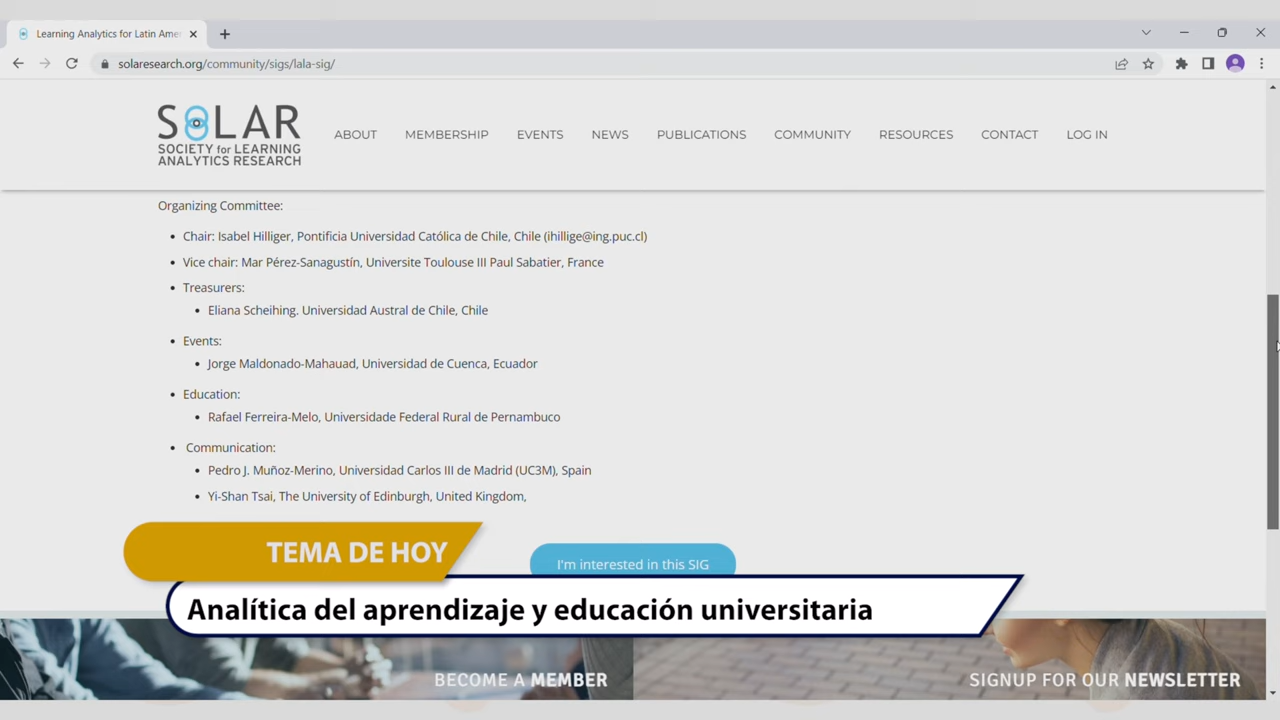 Learning Analytics for Latin Ame
solaresearch.org/community/sigs/lala-sig/
SOLAR
SOCIETY for LEARNING
ANALYTICS RESEARCH
ABOUT MEMBERSHIP EVENTS NEWS PUBLICATIONS COMMUNITY RESOURCES CONTACT LOG IN
Organizing Committee:
Chair: Isabel Hilliger, Pontificia Universidad Católica de Chile, Chile (ihillige@ing.puc.cl)
Vice chair: Mar Pérez-Sanagustín, Universite Toulouse III Paul Sabatier, France
Treasurers:
Eliana Scheihing. Universidad Austral de Chile, Chile
Events:
Jorge Maldonado-Mahauad, Universidad de Cuenca, Ecuador
Education:
Rafael Ferreira-Melo, Universidade Federal Rural de Pernambuco
Communication:
Pedro J. Muñoz-Merino, Universidad Carlos III de Madrid (UC3M), Spain
Yi-Shan Tsai, The University of Edinburgh, United Kingdom,
TEMA DE HOY
I'm interested in this SIG
Analítica del aprendizaje y educación universitaria
BECOME A MEMBER
SIGNUP FOR OUR NEWSLETTER